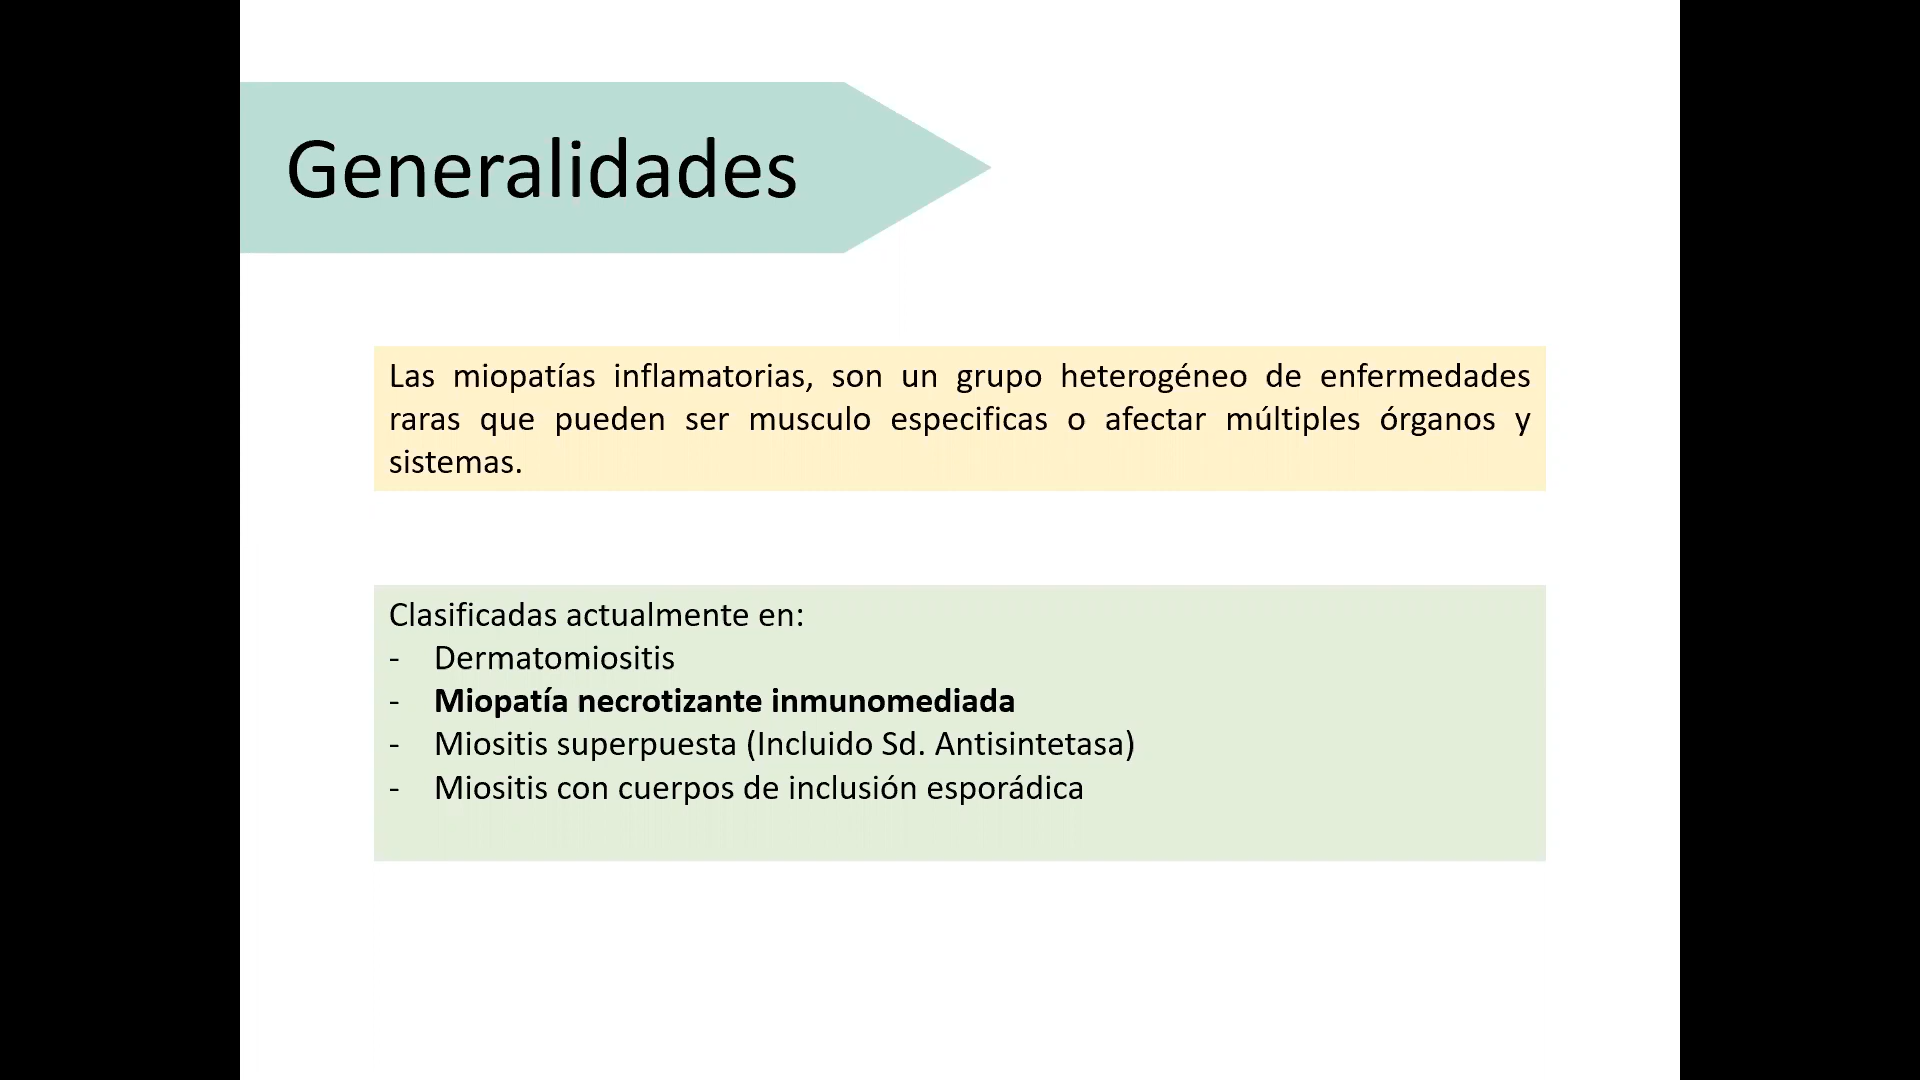 Generalidades
Las miopatías inflamatorias, son un grupo heterogéneo de enfermedades
raras que pueden ser musculo especificas o afectar múltiples órganos y
sistemas.
Clasificadas actualmente en:
- Dermatomiositis
- Miopatía necrotizante inmunomediada
- Miositis superpuesta (Incluido Sd. Antisintetasa)
- Miositis con cuerpos de inclusión esporádica